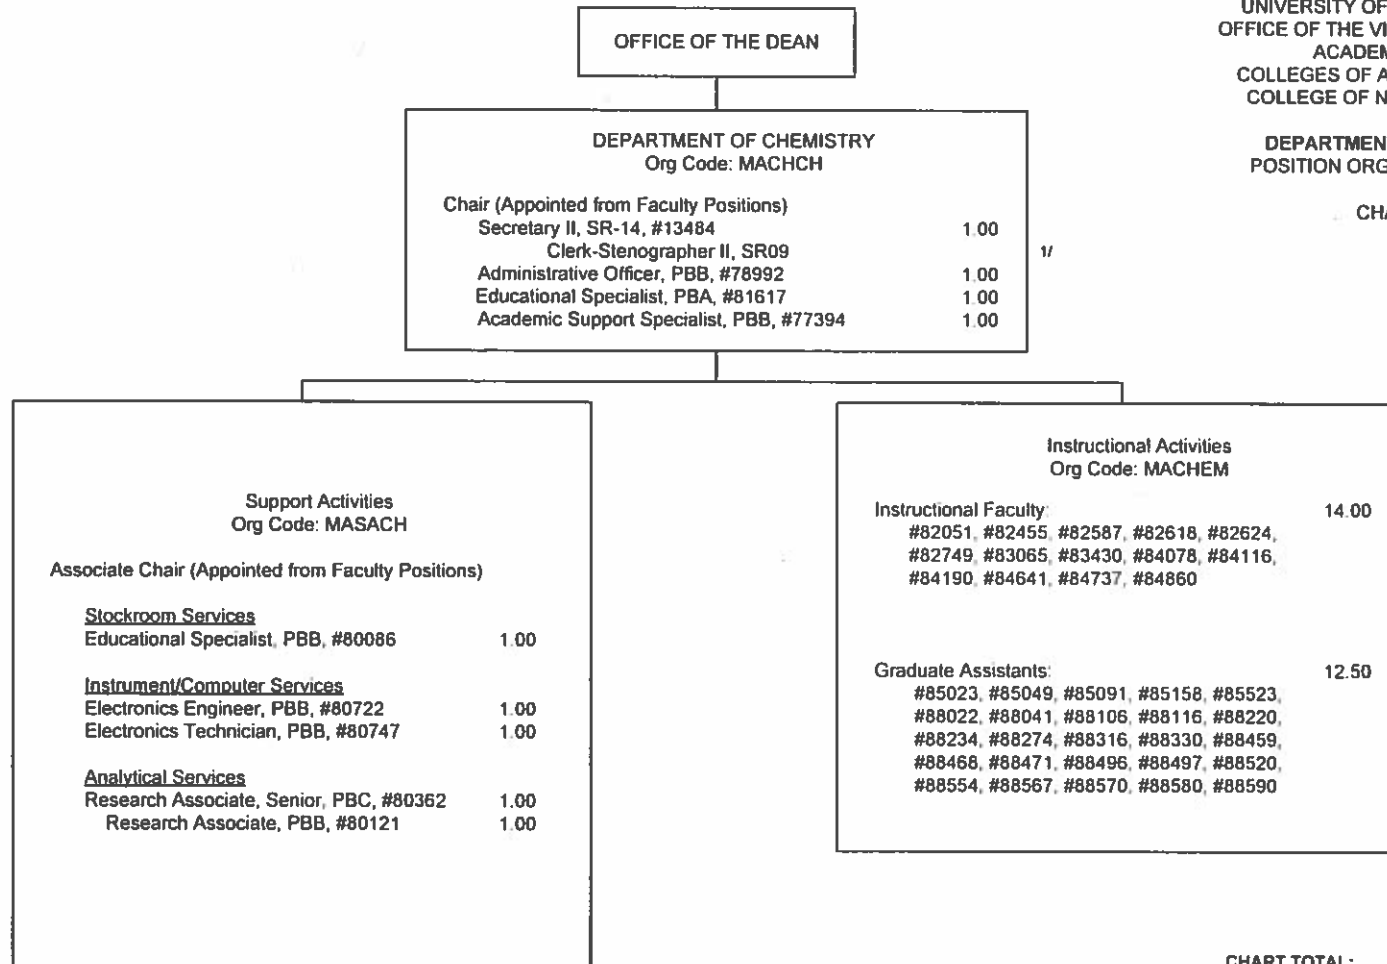 OFFICE OF THE DEAN
UNIVERSITY OF
OFFICE OF THE VI
ACADEM
COLLEGES OF A
COLLEGE OF N
DEPARTMEN
POSITION ORG
CHA
DEPARTMENT OF CHEMISTRY
Org Code: MACHCH
Chair (Appointed from Faculty Positions)
Secretary II, SR-14, #13484 1.00
Clerk-Stenographer II, SR09 1/
Administrative Officer, PBB, #78992 1.00
Educational Specialist, PBA, #81617 1.00
Academic Support Specialist, PBB, #77394 1.00
Support Activities
Org Code: MASACH
Associate Chair (Appointed from Faculty Positions)
Stockroom Services
Educational Specialist, PBB, #80086 1.00
Instrument/Computer Services
Electronics Engineer, PBB, #80722 1.00
Electronics Technician, PBB, #80747 1.00
Analytical Services
Research Associate, Senior, PBC, #80362 1.00
Research Associate, PBB, #80121 1.00
Instructional Activities
Org Code: MACHEM
Instructional Faculty: 14.00
#82051, #82455, #82587, #82618, #82624,
#82749, #83065, #83430, #84078, #84116,
#84190, #84641, #84737, #84860
Graduate Assistants: 12.50
#85023, #85049, #85091, #85158, #85523,
#88022, #88041, #88106, #88116, #88220,
#88234, #88274, #88316, #88330, #88459,
#88468, #88471, #88496, #88497, #88520,
#88554, #88567, #88570, #88580, #88590
CHART TOTAL: